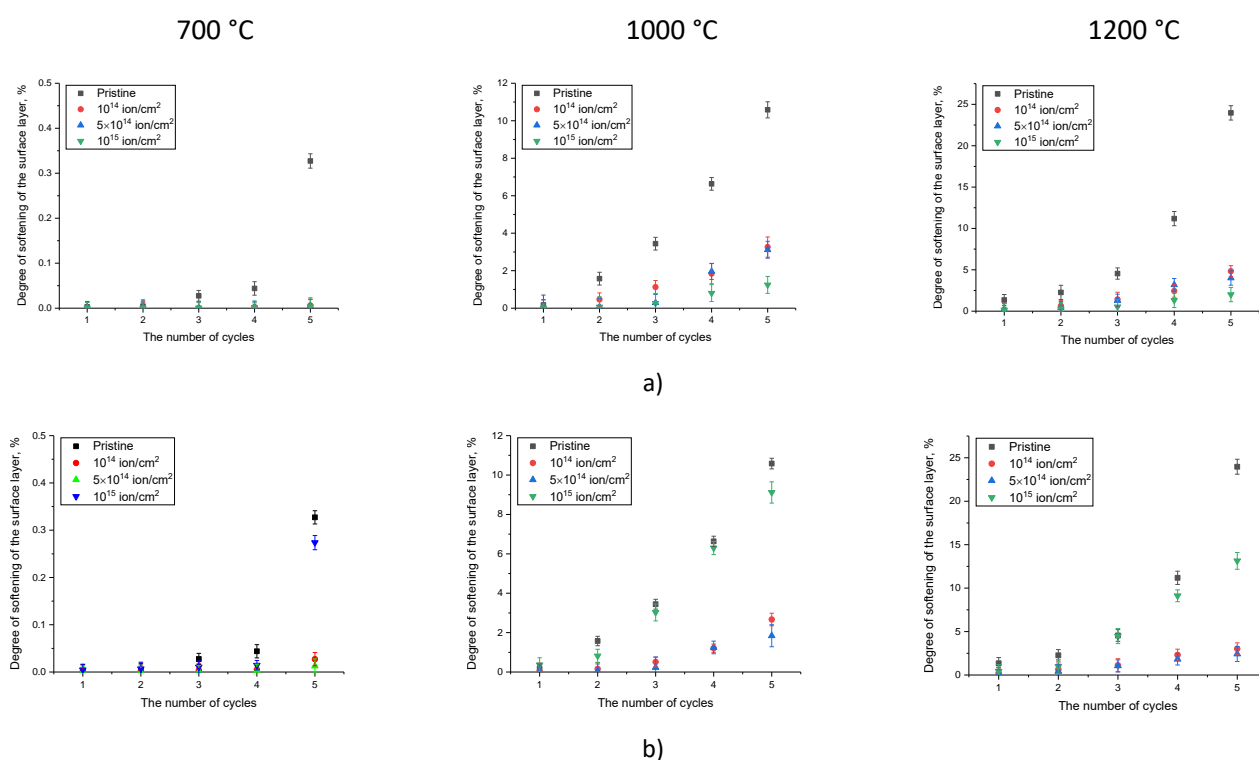 700 °C
1000 °C
1200 °C
Degree of softening of the surface layer, %
0.5
0.4
0.3
0.2
0.1
0.0
Pristine
10¹⁴ ion/cm²
5×10¹⁴ ion/cm²
10¹⁵ ion/cm²
1 2 3 4 5
The number of cycles
Degree of softening of the surface layer, %
12
10
8
6
4
2
0
Pristine
10¹⁴ ion/cm²
5×10¹⁴ ion/cm²
10¹⁵ ion/cm²
1 2 3 4 5
The number of cycles
Degree of softening of the surface layer, %
25
20
15
10
5
0
Pristine
10¹⁴ ion/cm²
5×10¹⁴ ion/cm²
10¹⁵ ion/cm²
1 2 3 4 5
The number of cycles
a)
Degree of softening of the surface layer, %
0.5
0.4
0.3
0.2
0.1
0.0
Pristine
10¹⁴ ion/cm²
5×10¹⁴ ion/cm²
10¹⁵ ion/cm²
1 2 3 4 5
The number of cycles
Degree of softening of the surface layer, %
12
10
8
6
4
2
0
Pristine
10¹⁴ ion/cm²
5×10¹⁴ ion/cm²
10¹⁵ ion/cm²
1 2 3 4 5
The number of cycles
Degree of softening of the surface layer, %
25
20
15
10
5
0
Pristine
10¹⁴ ion/cm²
5×10¹⁴ ion/cm²
10¹⁵ ion/cm²
1 2 3 4 5
The number of cycles
b)